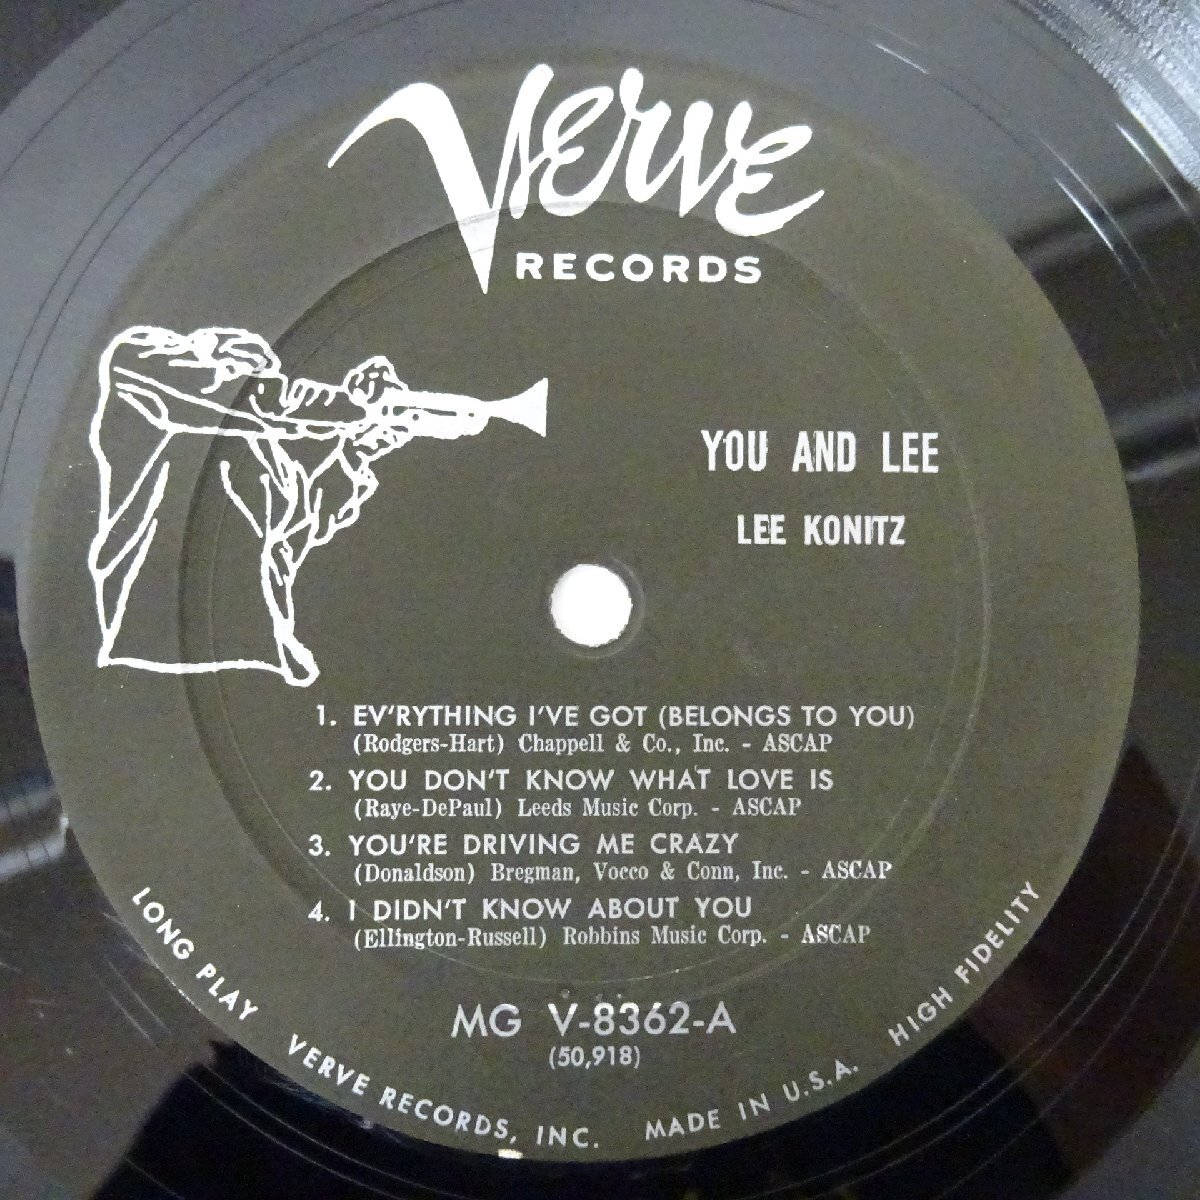 Verve
RECORDS
YOU AND LEE
LEE KONITZ
1. EV'RYTHING I'VE GOT (BELONGS TO YOU)
(Rodgers-Hart) Chappell & Co., Inc. - ASCAP
2. YOU DON'T KNOW WHAT LOVE IS
(Raye-DePaul) Leeds Music Corp. - ASCAP
3. YOU'RE DRIVING ME CRAZY
(Donaldson) Bregman, Vocco & Conn, Inc. - ASCAP
4. I DIDN'T KNOW ABOUT YOU
(Ellington-Russell) Robbins Music Corp. - ASCAP
MG V-8362-A
(50,918)
LONG PLAY VERVE RECORDS, INC. MADE IN U.S.A. HIGH FIDELITY